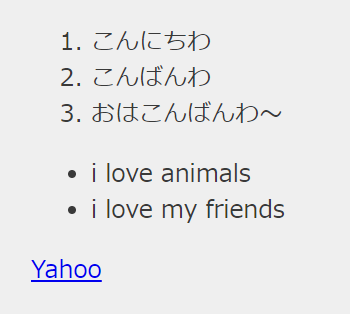 1. こんにちわ
2. こんばんわ
3. おはこんばんわ～
• i love animals
• i love my friends
Yahoo